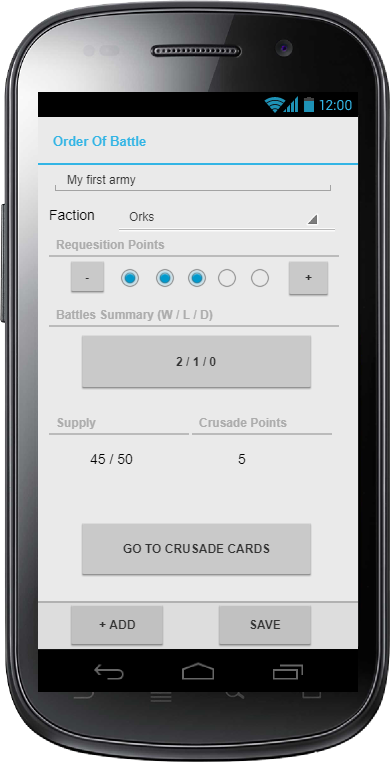 12:00
Order Of Battle
My first army
Faction Orks
Requesition Points
- +
Battles Summary (W / L / D)
2 / 1 / 0
Supply Crusade Points
45 / 50 5
GO TO CRUSADE CARDS
+ ADD SAVE